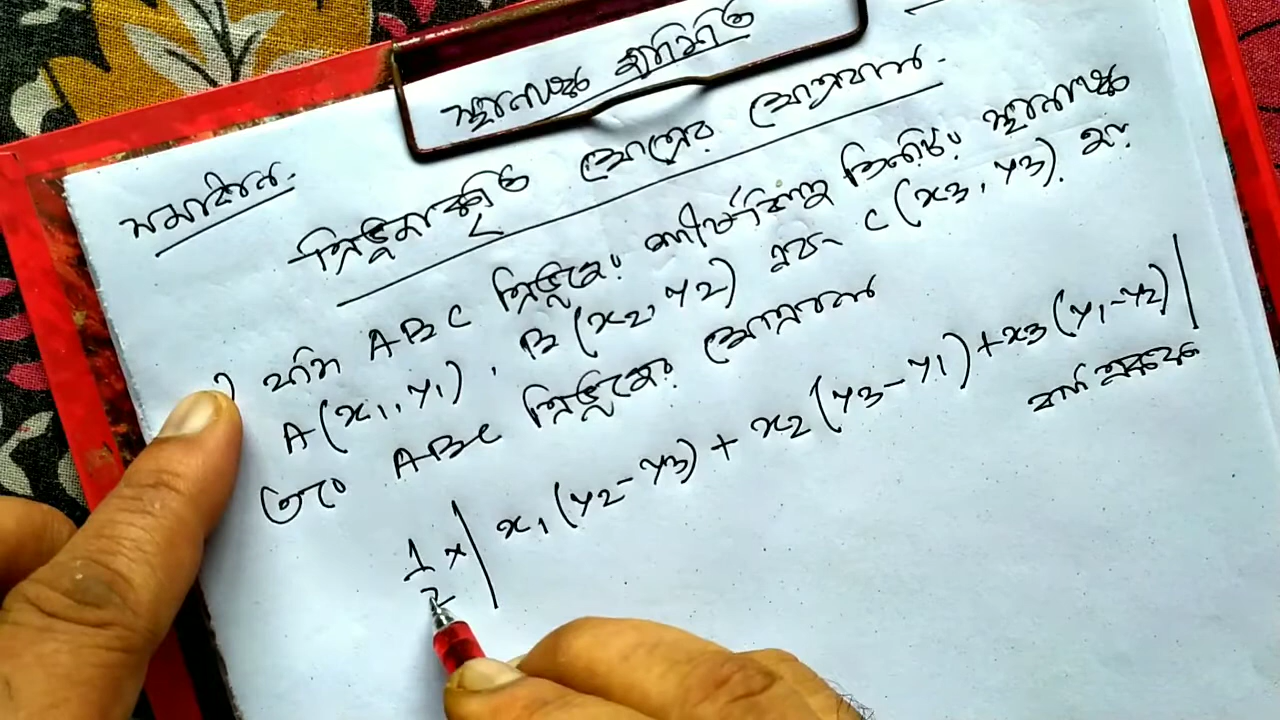 স্থানাঙ্ক জ্যামিতি
সমাধান.
ত্রিভুজাকৃতি ক্ষেত্রের ক্ষেত্রফল.
যদি ABC ত্রিভুজের শীর্ষবিন্দু তিনটির স্থানাঙ্ক
A(x1, y1), B(x2, y2) এবং C(x3, y3). হয়.
তবে ABC ত্রিভুজের ক্ষেত্রফল
1/2 × | x1(y2-y3) + x2(y3-y1) + x3(y1-y2) |
বর্গ একক